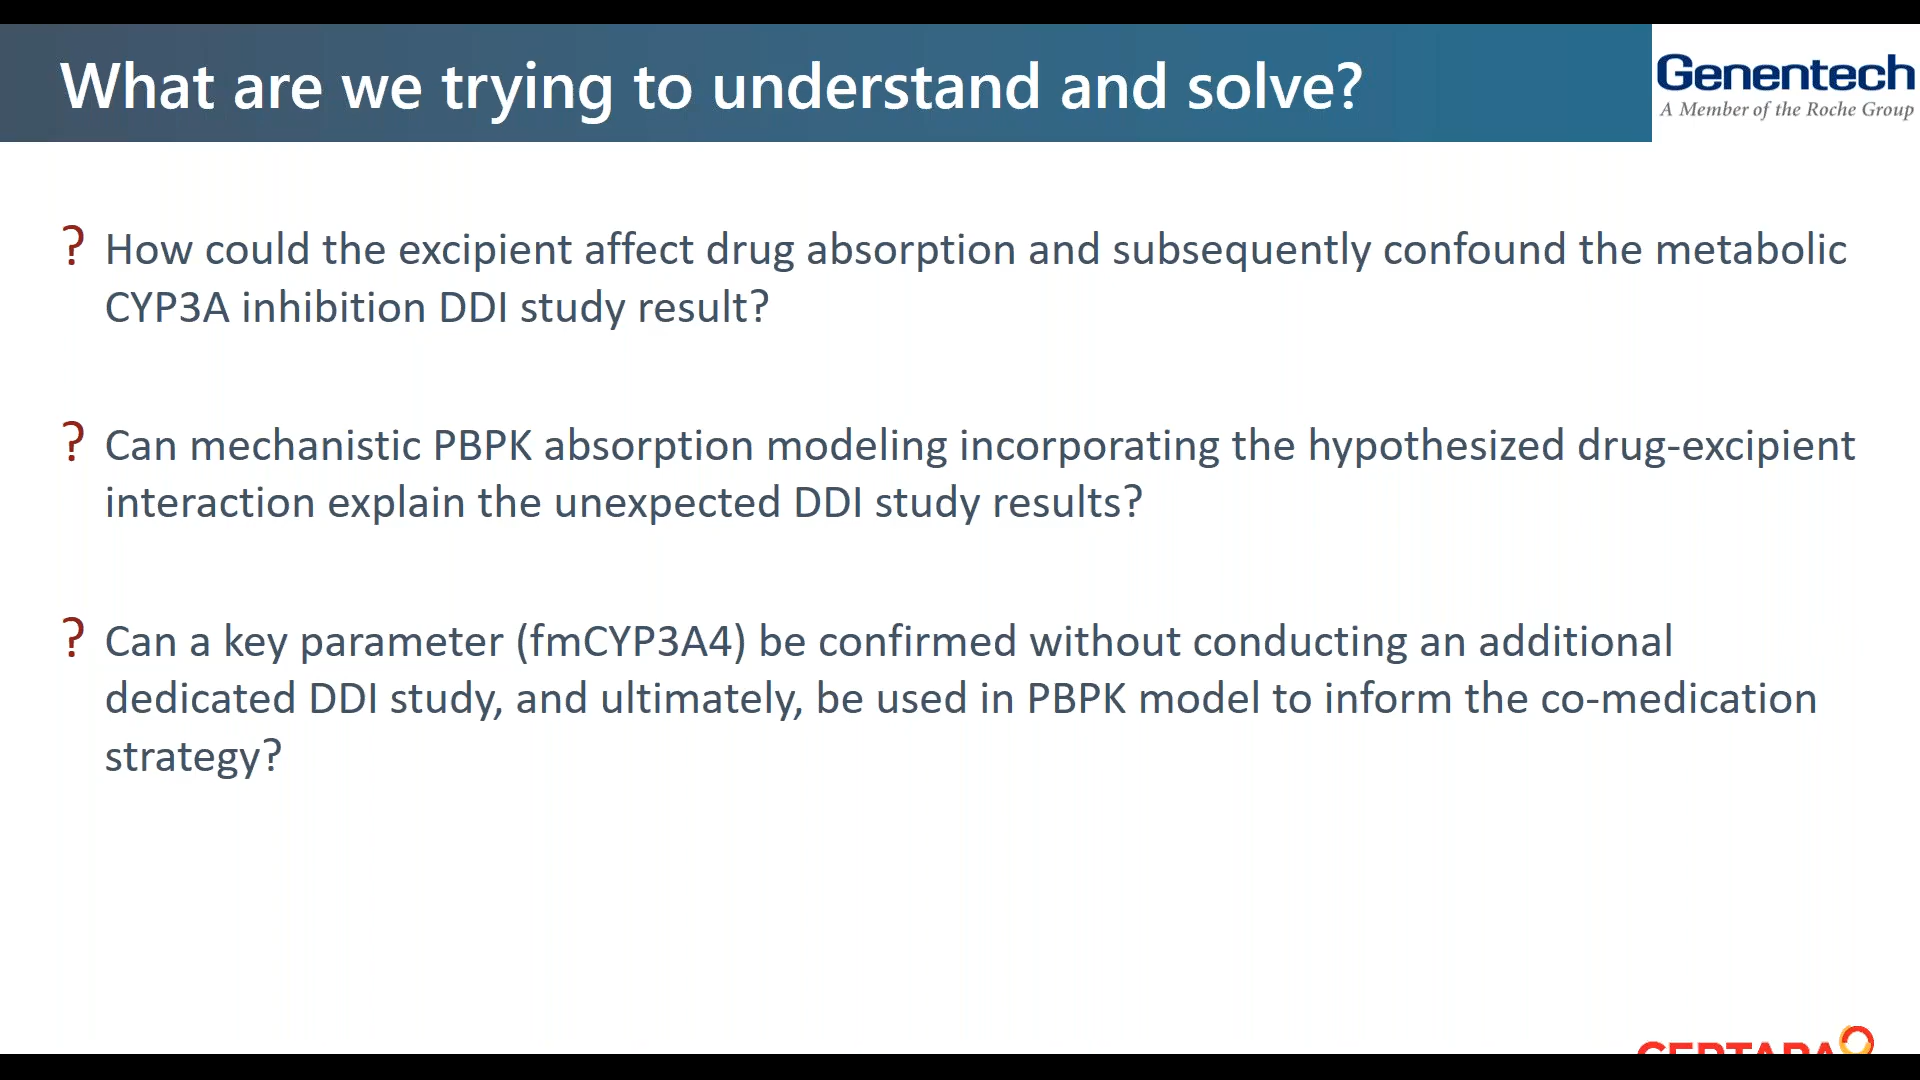 What are we trying to understand and solve?
Genentech
A Member of the Roche Group
? How could the excipient affect drug absorption and subsequently confound the metabolic
CYP3A inhibition DDI study result?
? Can mechanistic PBPK absorption modeling incorporating the hypothesized drug-excipient
interaction explain the unexpected DDI study results?
? Can a key parameter (fmCYP3A4) be confirmed without conducting an additional
dedicated DDI study, and ultimately, be used in PBPK model to inform the co-medication
strategy?
CERTARA